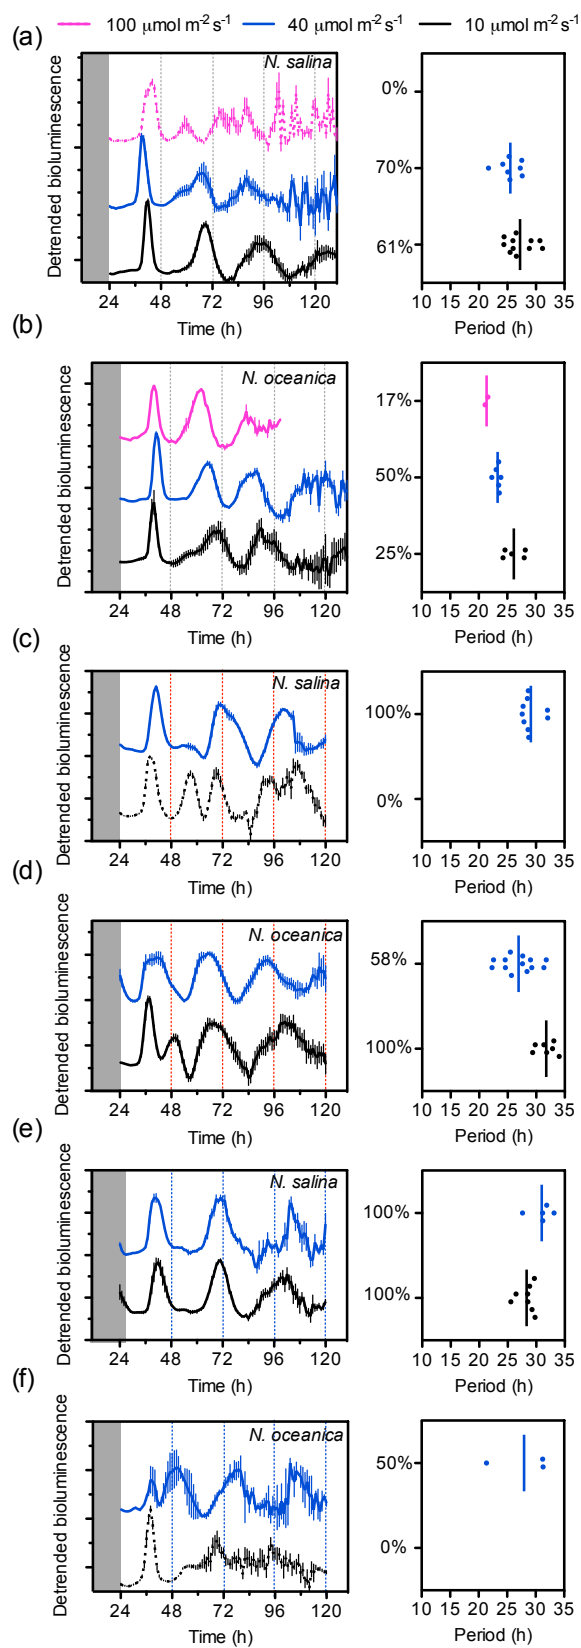 100 μmol m⁻² s⁻¹ 40 μmol m⁻² s⁻¹ 10 μmol m⁻² s⁻¹
(a)
Detrended bioluminescence
N. salina
24 48 72 96 120
Time (h)
0%
70%
61%
10 15 20 25 30 35
Period (h)
(b)
Detrended bioluminescence
N. oceanica
24 48 72 96 120
Time (h)
17%
50%
25%
10 15 20 25 30 35
Period (h)
(c)
Detrended bioluminescence
N. salina
24 48 72 96 120
Time (h)
100%
0%
10 15 20 25 30 35
Period (h)
(d)
Detrended bioluminescence
N. oceanica
24 48 72 96 120
Time (h)
58%
100%
10 15 20 25 30 35
Period (h)
(e)
Detrended bioluminescence
N. salina
24 48 72 96 120
Time (h)
100%
100%
10 15 20 25 30 35
Period (h)
(f)
Detrended bioluminescence
N. oceanica
24 48 72 96 120
Time (h)
50%
0%
10 15 20 25 30 35
Period (h)